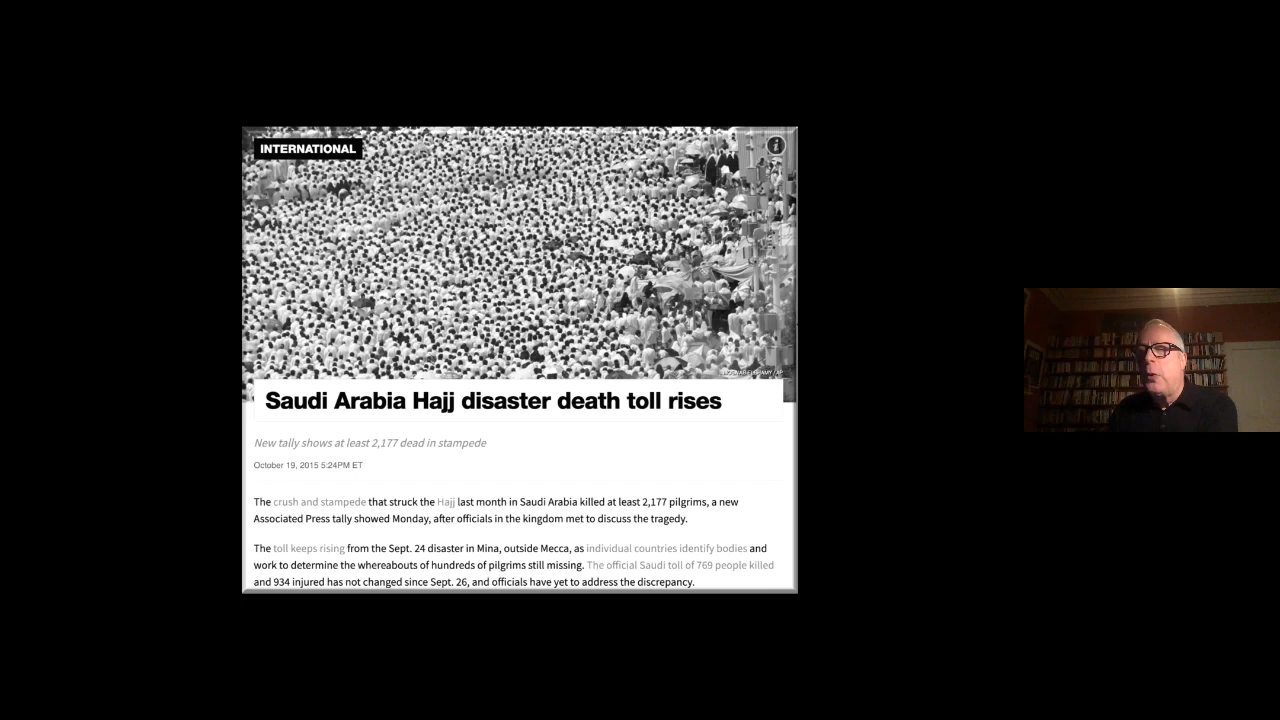 INTERNATIONAL
Saudi Arabia Hajj disaster death toll rises
New tally shows at least 2,177 dead in stampede
October 19, 2015 5:24PM ET
The crush and stampede that struck the Hajj last month in Saudi Arabia killed at least 2,177 pilgrims, a new
Associated Press tally showed Monday, after officials in the kingdom met to discuss the tragedy.
The toll keeps rising from the Sept. 24 disaster in Mina, outside Mecca, as individual countries identify bodies and
work to determine the whereabouts of hundreds of pilgrims still missing. The official Saudi toll of 769 people killed
and 934 injured has not changed since Sept. 26, and officials have yet to address the discrepancy.